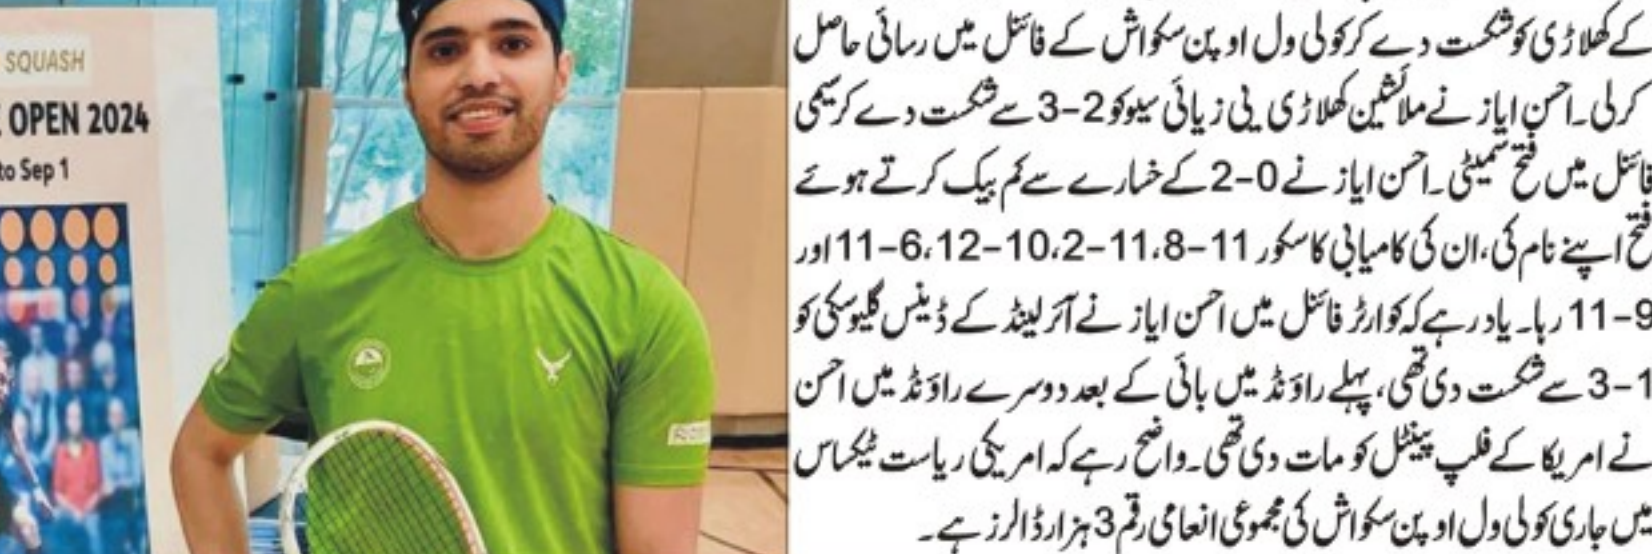 SQUASH
OPEN 2024
to Sep 1
کے کھلاڑی کو شکست دے کر کولی ول اوپن سکواش کے فائنل میں رسائی حاصل
کرلی۔ احسن ایاز نے ملائشین کھلاڑی یی زیائی سیو کو 2-3 سے شکست دے کر سیمی
فائنل میں فتح سمیٹی۔ احسن ایاز نے 0-2 کے خسارے سے کم بیک کرتے ہوئے
فتح اپنے نام کی، ان کی کامیابی کا سکور 11-8، 11-2، 10-12، 6-11 اور
9-11 رہا۔ یاد رہے کہ کوارٹر فائنل میں احسن ایاز نے آئرلینڈ کے ڈینس گلیوسکی کو
1-3 سے شکست دی تھی، پہلے راؤنڈ میں بائی کے بعد دوسرے راؤنڈ میں احسن
نے امریکا کے فلپ پینٹل کو مات دی تھی۔ واضح رہے کہ امریکی ریاست ٹیکساس
میں جاری کولی ول اوپن سکواش کی مجموعی انعامی رقم 3 ہزار ڈالرز ہے۔